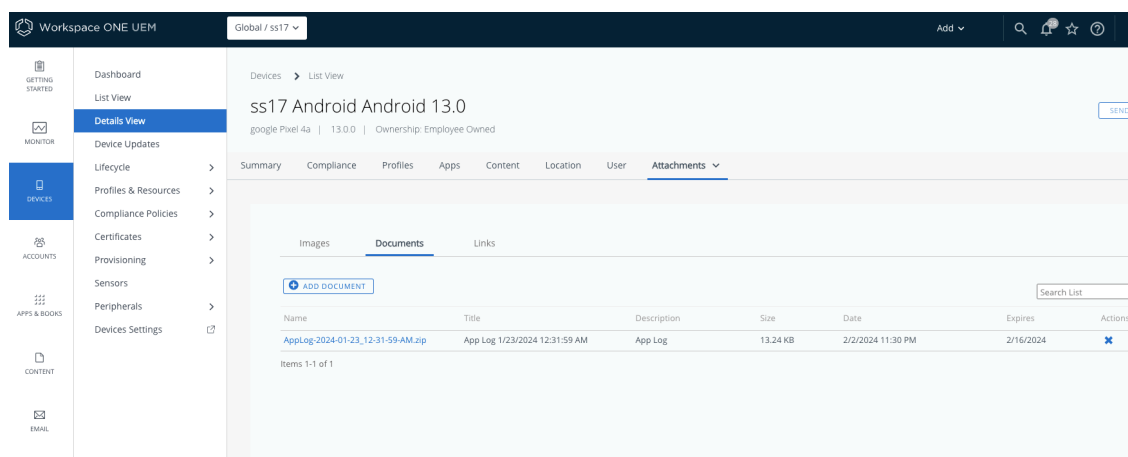 Workspace ONE UEM
Global / ss17
Add
28
GETTING STARTED
MONITOR
DEVICES
ACCOUNTS
APPS & BOOKS
CONTENT
EMAIL
Dashboard
List View
Details View
Device Updates
Lifecycle
Profiles & Resources
Compliance Policies
Certificates
Provisioning
Sensors
Peripherals
Devices Settings
Devices > List View
ss17 Android Android 13.0
google Pixel 4a | 13.0.0 | Ownership: Employee Owned
SEND
Summary Compliance Profiles Apps Content Location User Attachments
Images Documents Links
ADD DOCUMENT
Search List
Name Title Description Size Date Expires Actions
AppLog-2024-01-23_12-31-59-AM.zip App Log 1/23/2024 12:31:59 AM App Log 13.24 KB 2/2/2024 11:30 PM 2/16/2024
Items 1-1 of 1